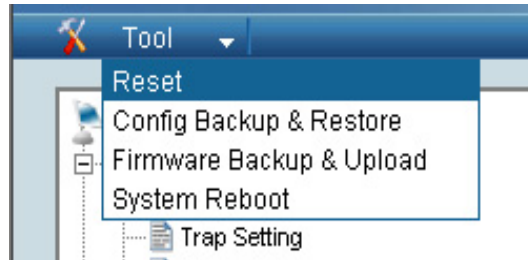 Tool
Reset
Config Backup & Restore
Firmware Backup & Upload
System Reboot
Trap Setting